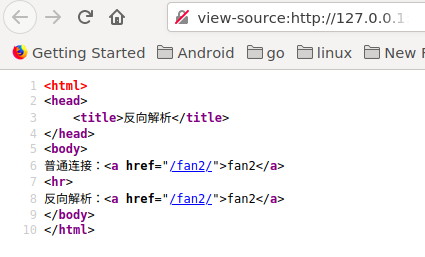 view-source:http://127.0.0.1
Getting Started Android go linux New F
1 <html>
2 <head>
3 <title>反向解析</title>
4 </head>
5 <body>
6 普通连接：<a href="/fan2/">fan2</a>
7 <hr>
8 反向解析：<a href="/fan2/">fan2</a>
9 </body>
10 </html>